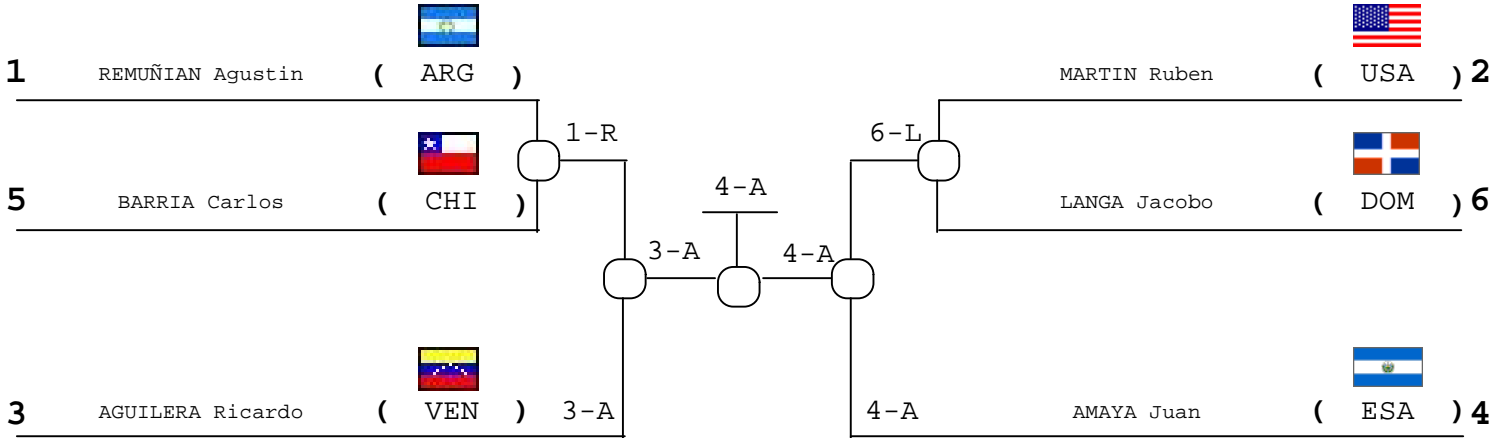 1 REMUÑIAN Agustin ( ARG )
MARTIN Ruben ( USA ) 2
1-R
6-L
5 BARRIA Carlos ( CHI )
4-A
LANGA Jacobo ( DOM ) 6
3-A
4-A
3 AGUILERA Ricardo ( VEN ) 3-A
4-A AMAYA Juan ( ESA ) 4